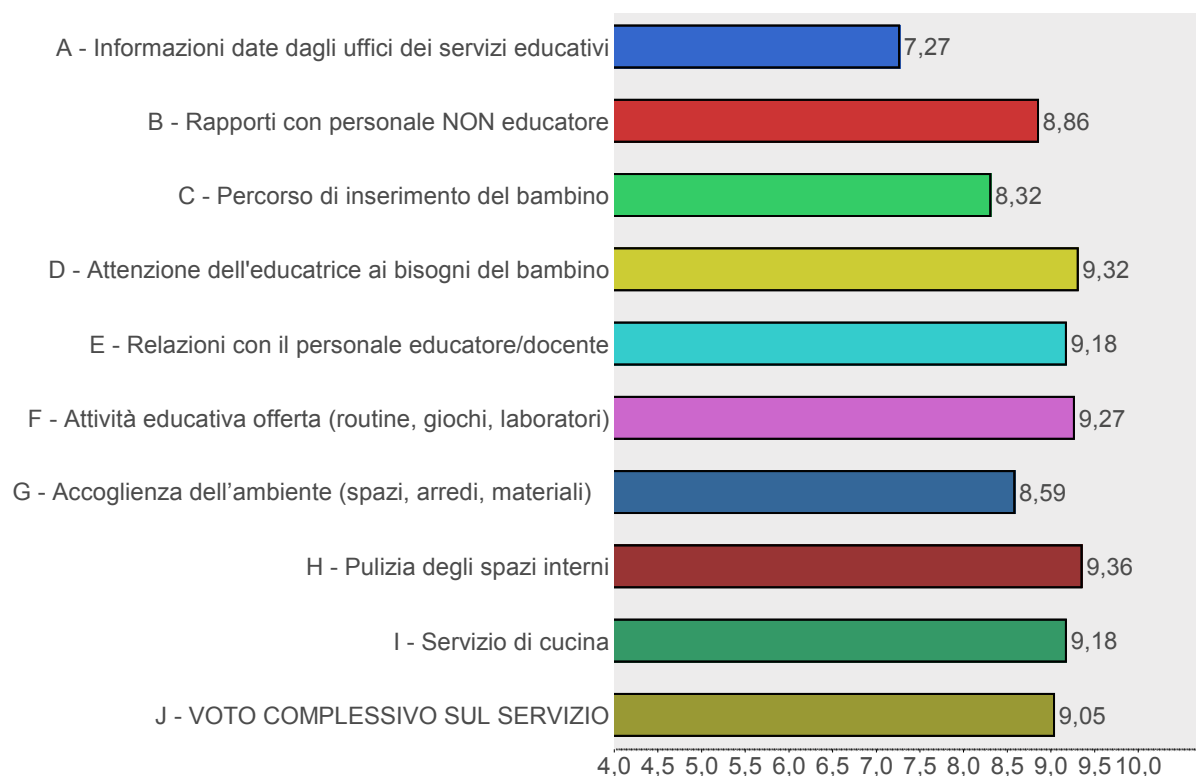 A - Informazioni date dagli uffici dei servizi educativi 7,27
B - Rapporti con personale NON educatore 8,86
C - Percorso di inserimento del bambino 8,32
D - Attenzione dell'educatrice ai bisogni del bambino 9,32
E - Relazioni con il personale educatore/docente 9,18
F - Attività educativa offerta (routine, giochi, laboratori) 9,27
G - Accoglienza dell’ambiente (spazi, arredi, materiali) 8,59
H - Pulizia degli spazi interni 9,36
I - Servizio di cucina 9,18
J - VOTO COMPLESSIVO SUL SERVIZIO 9,05
4,0 4,5 5,0 5,5 6,0 6,5 7,0 7,5 8,0 8,5 9,0 9,5 10,0